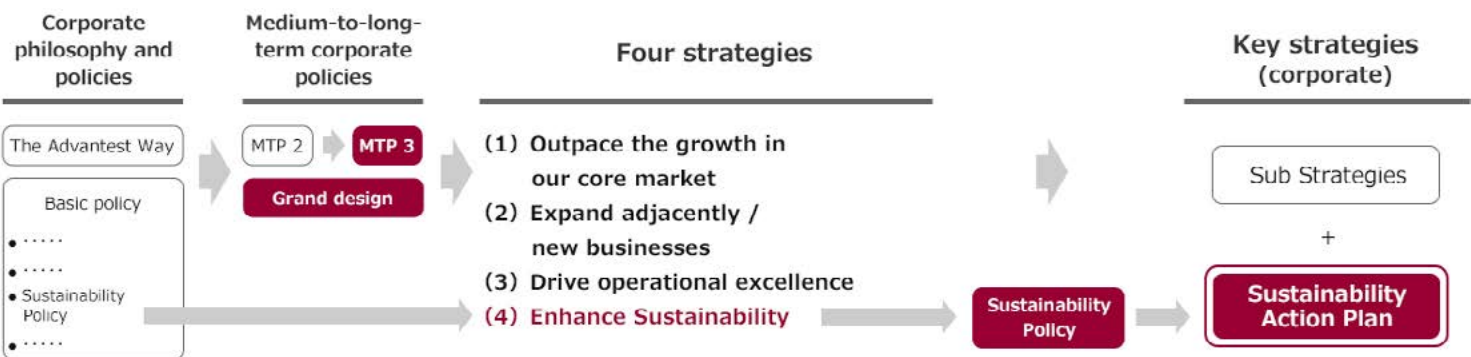 Corporate
philosophy and
policies
The Advantest Way
Basic policy
• ·····
• ·····
• Sustainability
Policy
• ·····
Medium-to-long-
term corporate
policies
MTP 2
MTP 3
Grand design
Four strategies
(1) Outpace the growth in
our core market
(2) Expand adjacently /
new businesses
(3) Drive operational excellence
(4) Enhance Sustainability
Sustainability
Policy
Key strategies
(corporate)
Sub Strategies
+
Sustainability
Action Plan